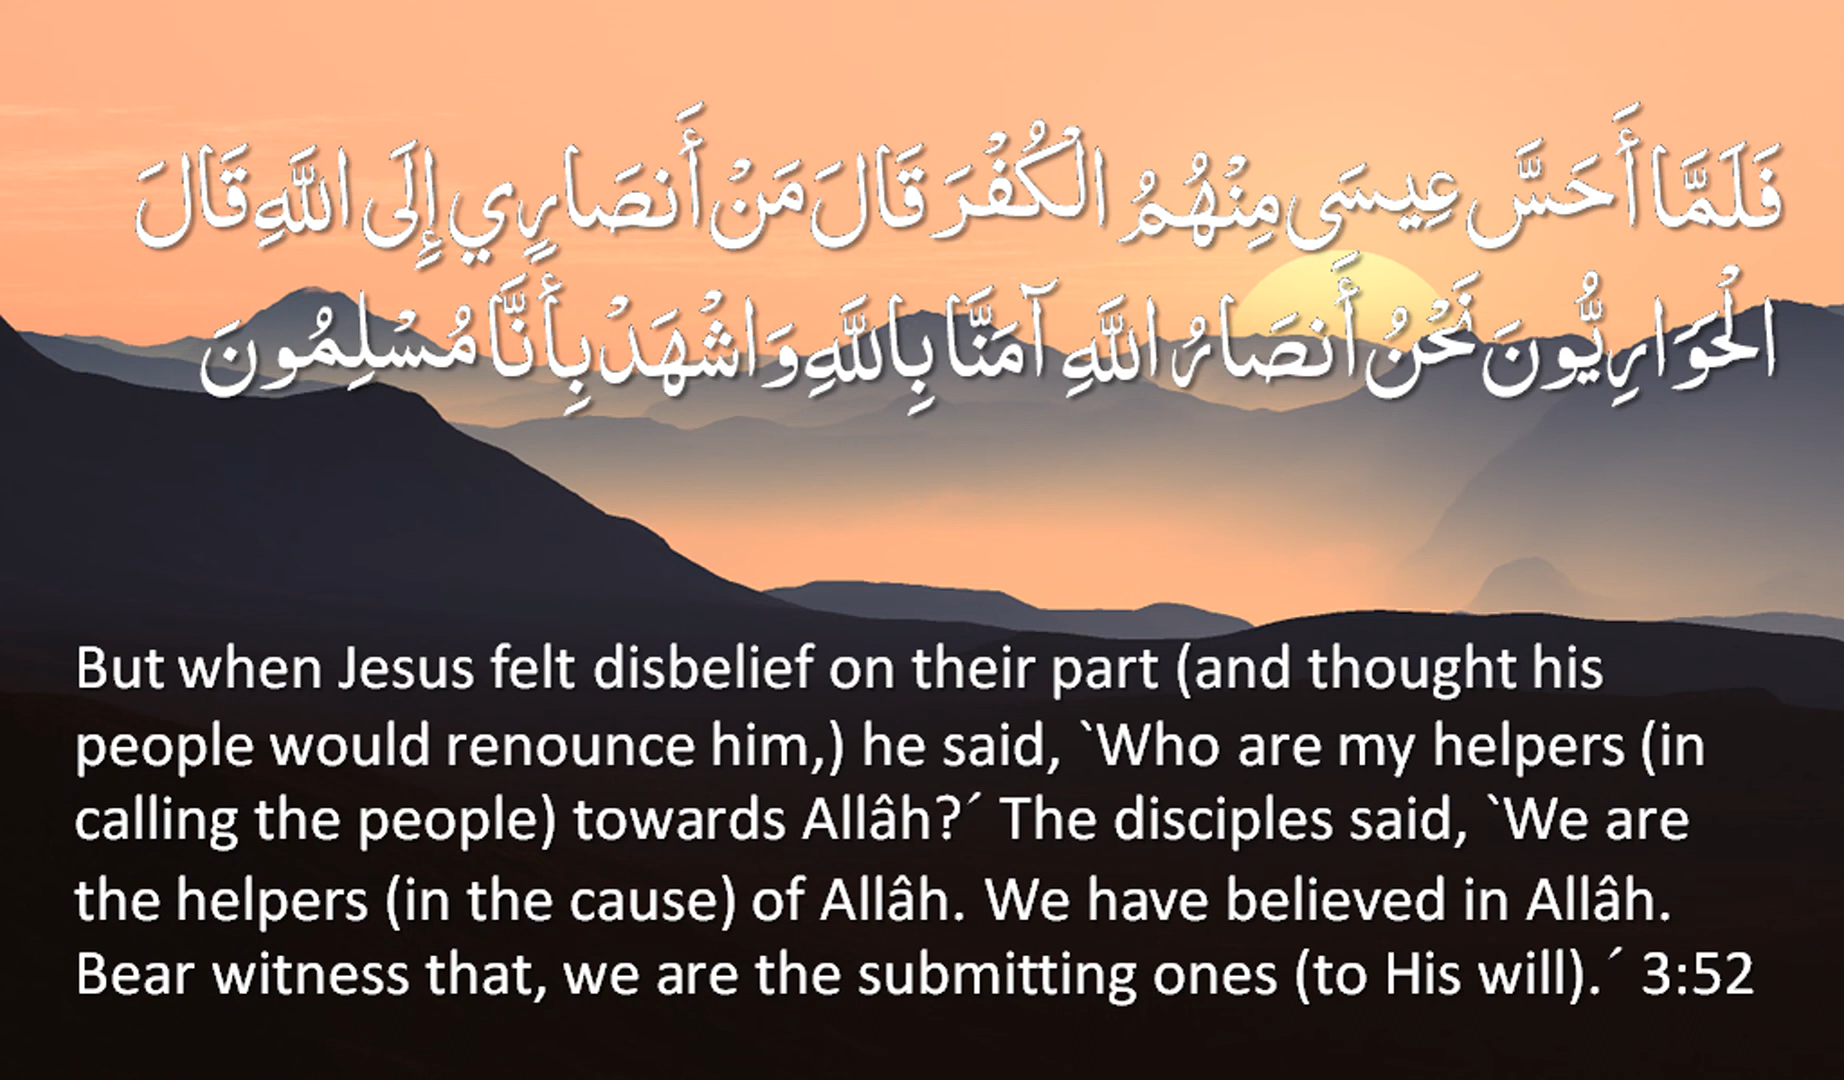 فَلَمَّا أَحَسَّ عِيسَى مِنْهُمُ الْكُفْرَ قَالَ مَنْ أَنصَارِي إِلَى اللَّهِ قَالَ
الْحَوَارِيُّونَ نَحْنُ أَنصَارُ اللَّهِ آمَنَّا بِاللَّهِ وَاشْهَدْ بِأَنَّا مُسْلِمُونَ
But when Jesus felt disbelief on their part (and thought his
people would renounce him,) he said, `Who are my helpers (in
calling the people) towards Allâh?´ The disciples said, `We are
the helpers (in the cause) of Allâh. We have believed in Allâh.
Bear witness that, we are the submitting ones (to His will).´ 3:52